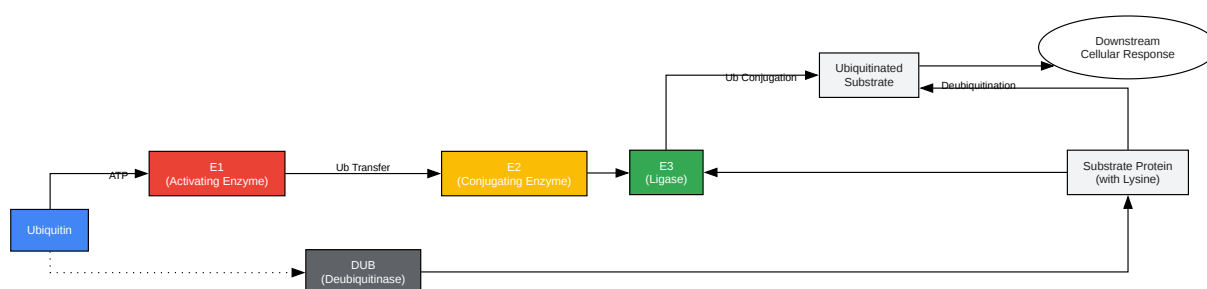 Downstream
Cellular Response
Ubiquitinated
Substrate
Ub Conjugation
Deubiquitination
E1
(Activating Enzyme)
Ub Transfer
E2
(Conjugating Enzyme)
E3
(Ligase)
Substrate Protein
(with Lysine)
ATP
Ubiquitin
DUB
(Deubiquitinase)